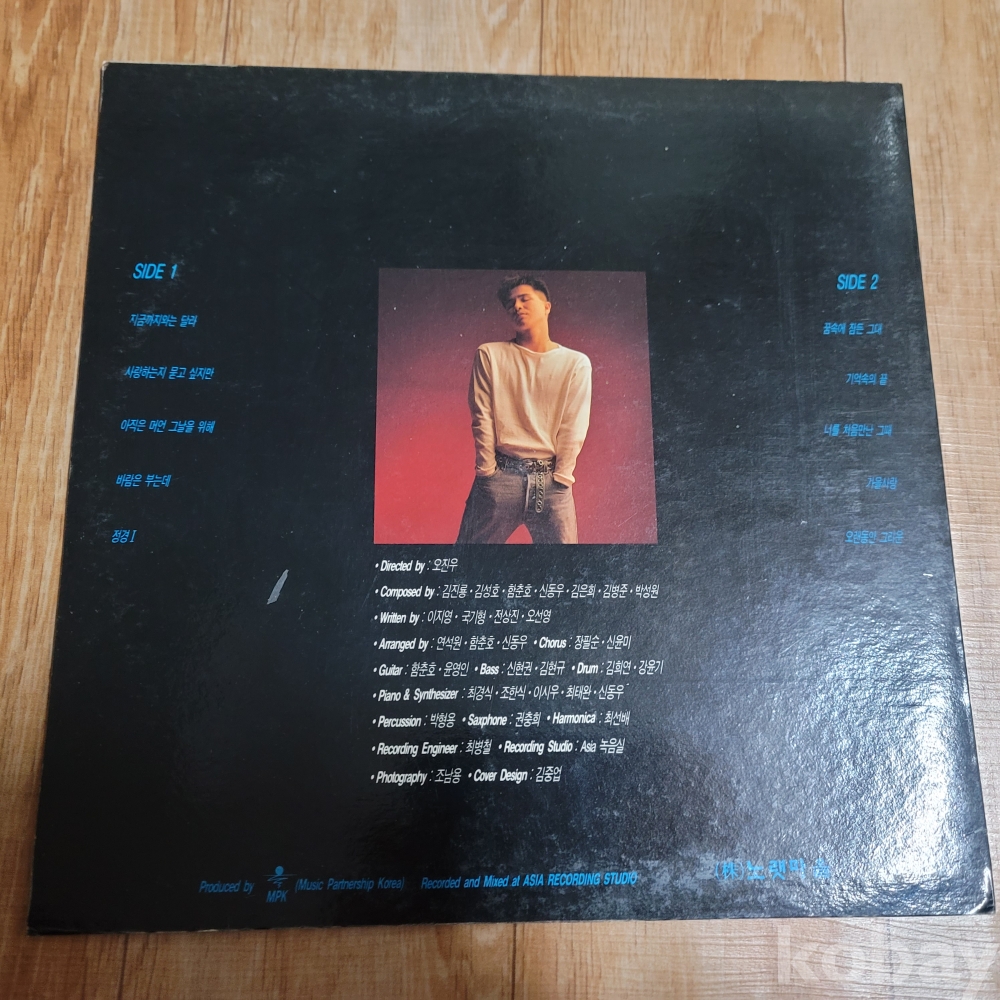 SIDE 1
지금까지와는 달라
사랑하는지 묻고 싶지만
아직은 머언 그날을 위해
바람은 부는데
정경 I
SIDE 2
꿈속에 잠든 그대
기억속의 끝
너를 처음만난 그때
가을사랑
오랜동안 그리운
• Directed by : 오진우
• Composed by : 김진룡 • 김성호 • 함춘호 • 신동우 • 김은희 • 김병준 • 박성원
• Written by : 이지영 • 국기형 • 전상진 • 오선영
• Arranged by : 연석원 • 함춘호 • 신동우 • Chorus : 장필순 • 신윤미
• Guitar : 함춘호 • 윤영인 • Bass : 신현권 • 김현규 • Drum : 김희연 • 강윤기
• Piano & Synthesizer : 최경식 • 조한식 • 이시우 • 최태완 • 신동우
• Percussion : 박형용 • Saxphone : 권충희 • Harmonica : 최선배
• Recording Engineer : 최병철 • Recording Studio : Asia 녹음실
• Photography : 조남용 • Cover Design : 김중업
Produced by MPK (Music Partnership Korea) Recorded and Mixed at ASIA RECORDING STUDIO
(株)노랫마을
kobay